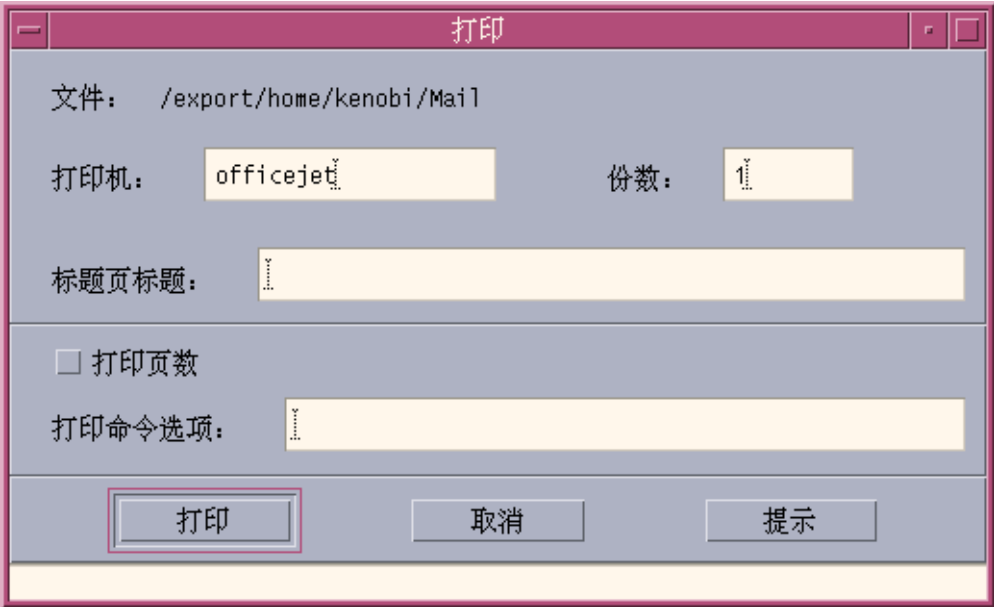 打印
文件： /export/home/kenobi/Mail
打印机： officejet 份数： 1
标题页标题：
打印页数
打印命令选项：
打印 取消 提示